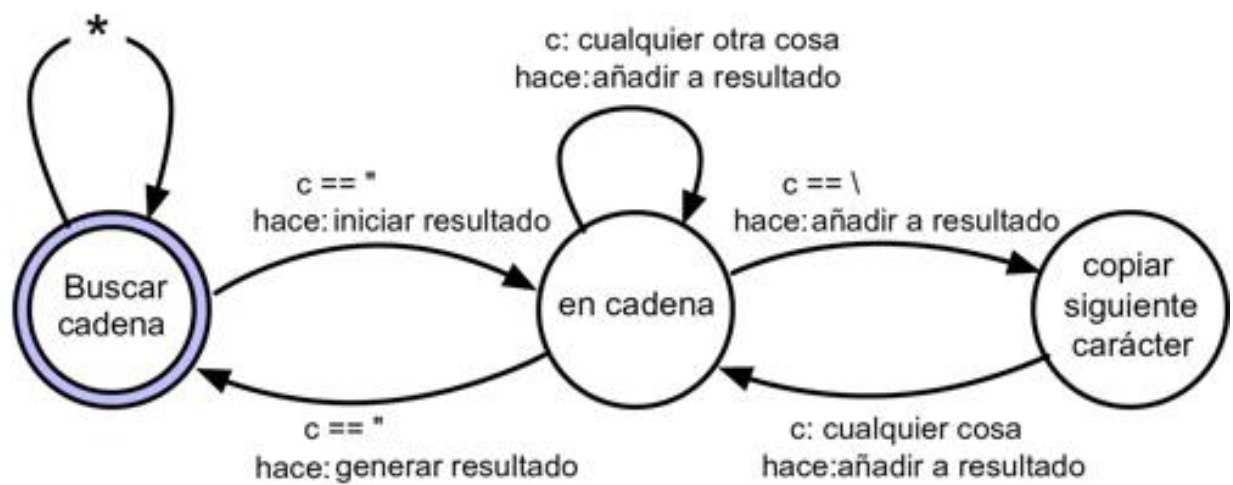 *
c: cualquier otra cosa
hace:añadir a resultado
c == "
hace: iniciar resultado
c == \
hace: añadir a resultado
Buscar
cadena
en cadena
copiar
siguiente
carácter
c == "
hace: generar resultado
c: cualquier cosa
hace:añadir a resultado